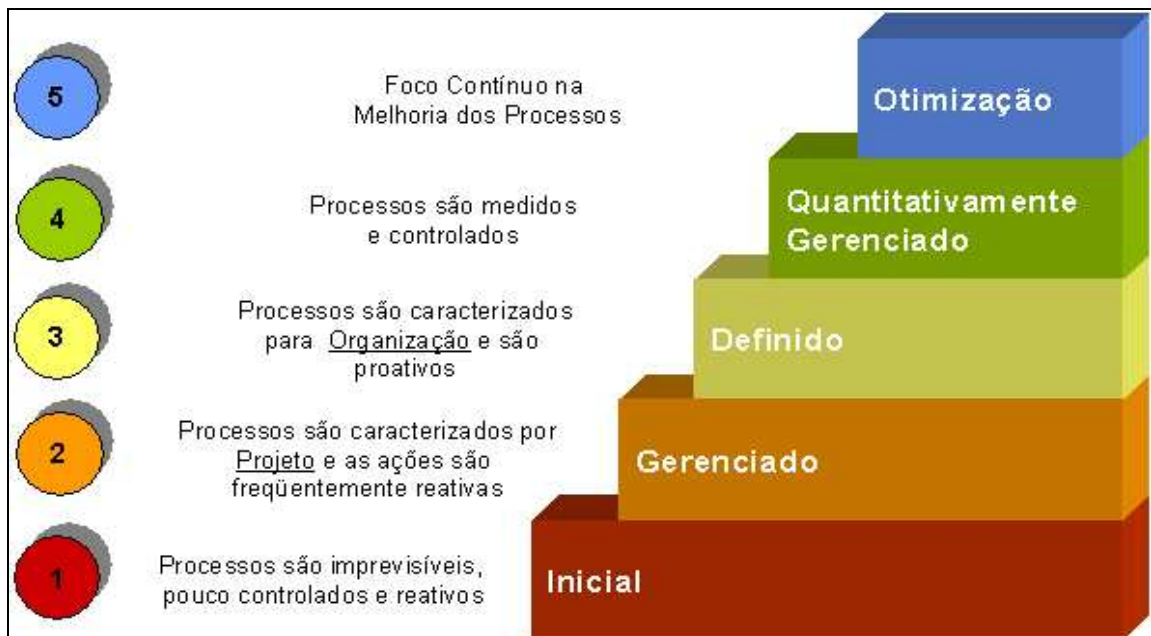 5
Foco Contínuo na
Melhoria dos Processos
Otimização
4
Processos são medidos
e controlados
Quantitativamente
Gerenciado
3
Processos são caracterizados
para Organização e são
proativos
Definido
2
Processos são caracterizados por
Projeto e as ações são
freqüentemente reativas
Gerenciado
1
Processos são imprevisíveis,
pouco controlados e reativos
Inicial